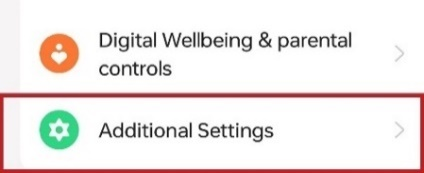 Digital Wellbeing & parental
controls
Additional Settings